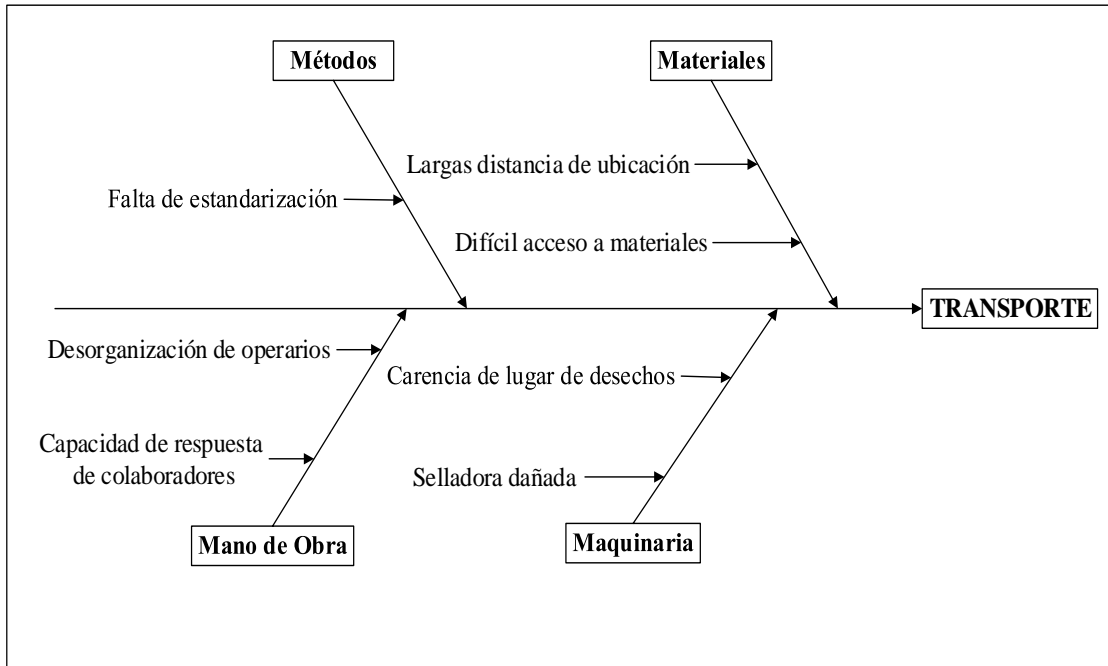 Métodos
Materiales
Largas distancia de ubicación
Falta de estandarización
Difícil acceso a materiales
TRANSPORTE
Desorganización de operarios
Carencia de lugar de desechos
Capacidad de respuesta
de colaboradores
Selladora dañada
Mano de Obra
Maquinaria